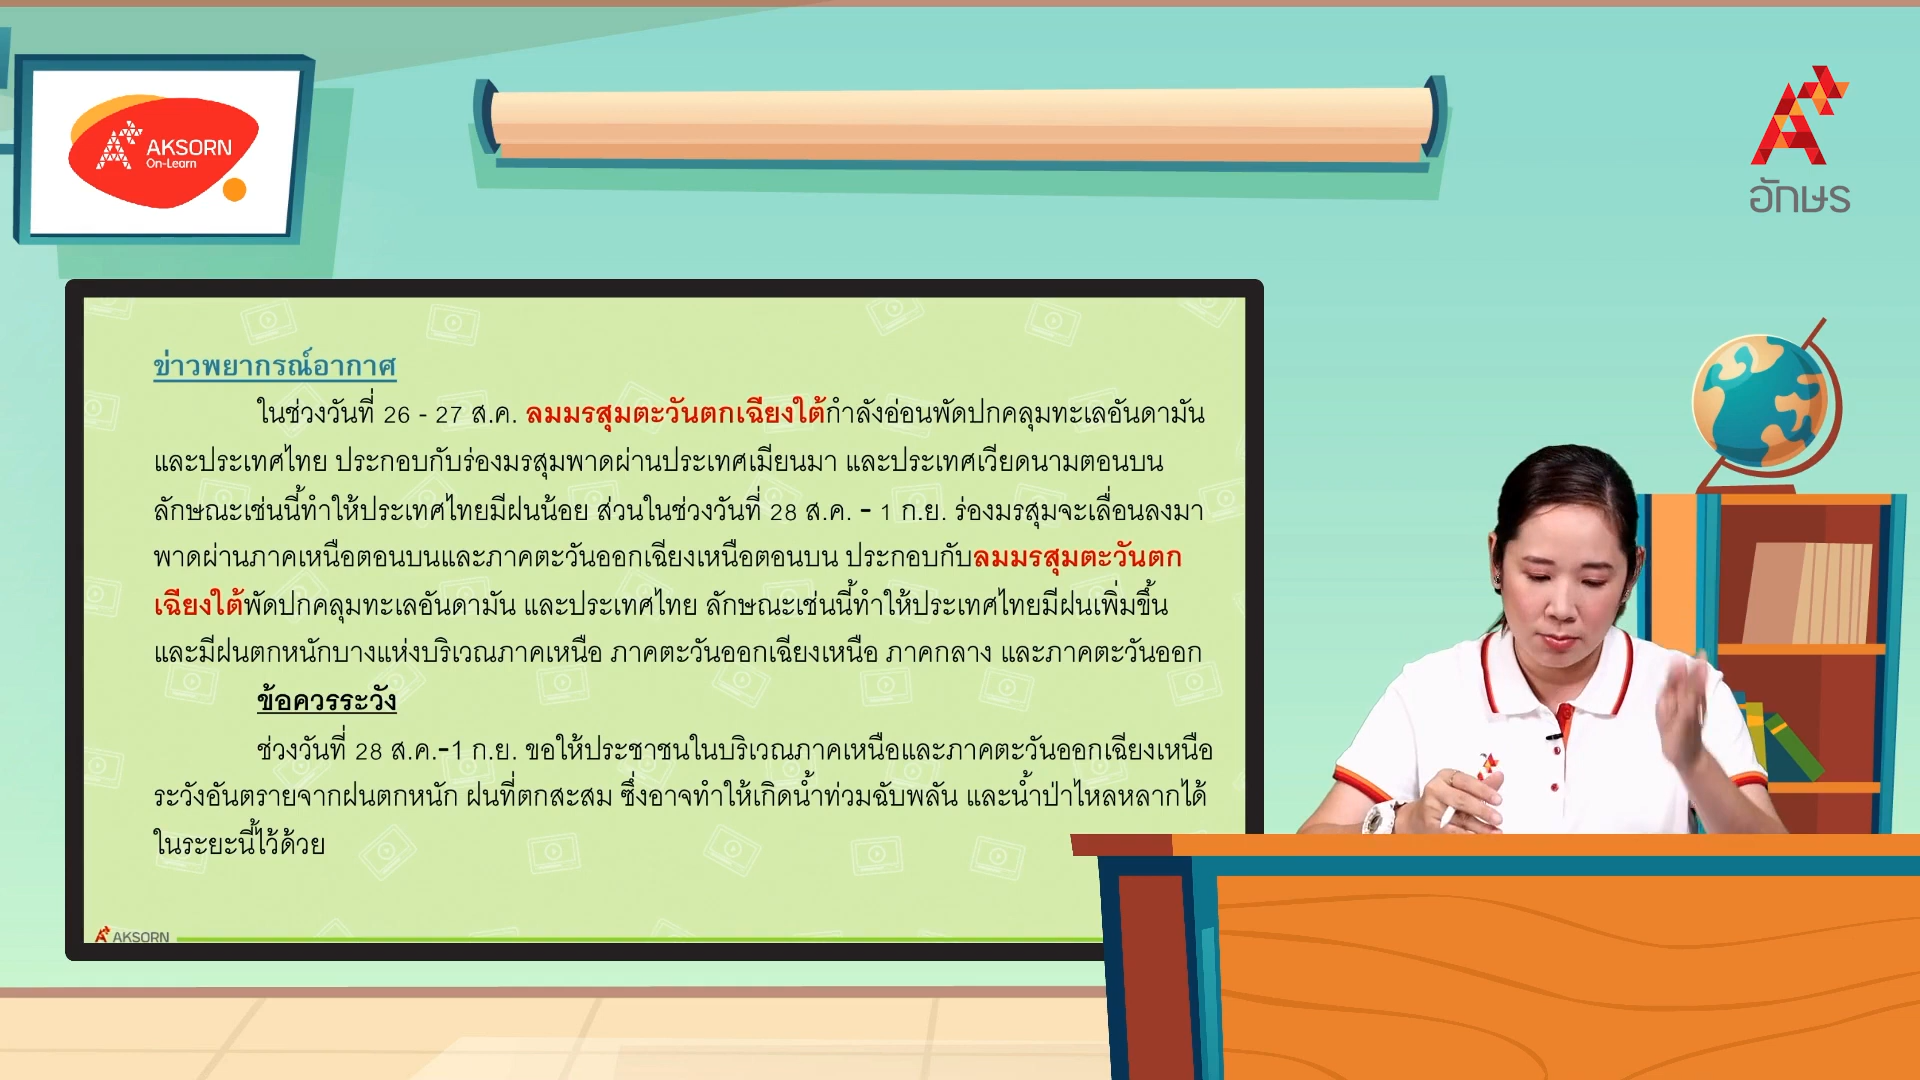 AKSORN
On-Learn
อักษร
ข่าวพยากรณ์อากาศ
ในช่วงวันที่ 26 - 27 ส.ค. ลมมรสุมตะวันตกเฉียงใต้กำลังอ่อนพัดปกคลุมทะเลอันดามัน
และประเทศไทย ประกอบกับร่องมรสุมพาดผ่านประเทศเมียนมา และประเทศเวียดนามตอนบน
ลักษณะเช่นนี้ทำให้ประเทศไทยมีฝนน้อย ส่วนในช่วงวันที่ 28 ส.ค. - 1 ก.ย. ร่องมรสุมจะเลื่อนลงมา
พาดผ่านภาคเหนือตอนบนและภาคตะวันออกเฉียงเหนือตอนบน ประกอบกับลมมรสุมตะวันตก
เฉียงใต้พัดปกคลุมทะเลอันดามัน และประเทศไทย ลักษณะเช่นนี้ทำให้ประเทศไทยมีฝนเพิ่มขึ้น
และมีฝนตกหนักบางแห่งบริเวณภาคเหนือ ภาคตะวันออกเฉียงเหนือ ภาคกลาง และภาคตะวันออก
ข้อควรระวัง
ช่วงวันที่ 28 ส.ค.-1 ก.ย. ขอให้ประชาชนในบริเวณภาคเหนือและภาคตะวันออกเฉียงเหนือ
ระวังอันตรายจากฝนตกหนัก ฝนที่ตกสะสม ซึ่งอาจทำให้เกิดน้ำท่วมฉับพลัน และน้ำป่าไหลหลากได้
ในระยะนี้ไว้ด้วย
AKSORN